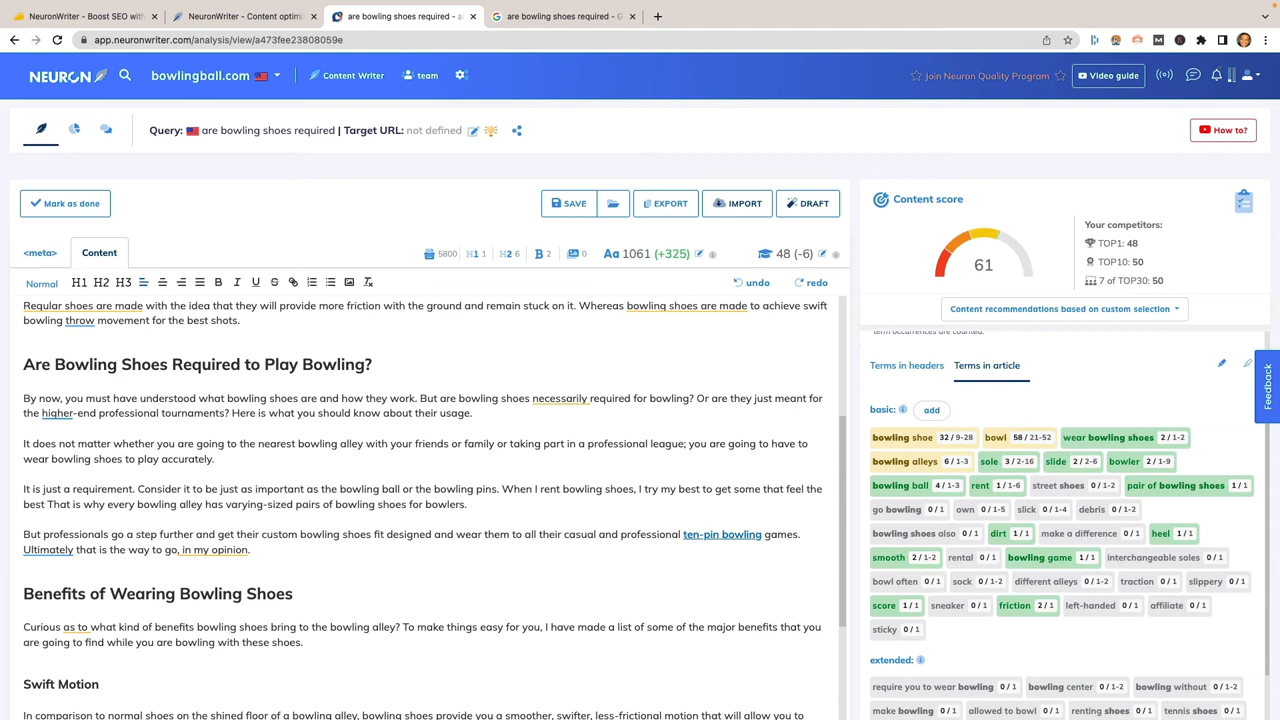 NeuronWriter - Boost SEO with
NeuronWriter - Content optimi
are bowling shoes required - a
are bowling shoes required - G
app.neuronwriter.com/analysis/view/a473fee23808059e
NEURON
bowlingball.com
Content Writer
team
Join Neuron Quality Program
Video guide
Query: are bowling shoes required | Target URL: not defined
How to?
Mark as done
SAVE
EXPORT
IMPORT
DRAFT
<meta>
Content
5800
H1 1
H2 6
B 2
0
Aa 1061 (+325)
48 (-6)
Normal
H1 H2 H3
B I U S
undo
redo
Regular shoes are made with the idea that they will provide more friction with the ground and remain stuck on it. Whereas bowling shoes are made to achieve swift
bowling throw movement for the best shots.
Are Bowling Shoes Required to Play Bowling?
By now, you must have understood what bowling shoes are and how they work. But are bowling shoes necessarily required for bowling? Or are they just meant for
the higher-end professional tournaments? Here is what you should know about their usage.
It does not matter whether you are going to the nearest bowling alley with your friends or family or taking part in a professional league; you are going to have to
wear bowling shoes to play accurately.
It is just a requirement. Consider it to be just as important as the bowling ball or the bowling pins. When I rent bowling shoes, I try my best to get some that feel the
best That is why every bowling alley has varying-sized pairs of bowling shoes for bowlers.
But professionals go a step further and get their custom bowling shoes fit designed and wear them to all their casual and professional ten-pin bowling games.
Ultimately that is the way to go, in my opinion.
Benefits of Wearing Bowling Shoes
Curious as to what kind of benefits bowling shoes bring to the bowling alley? To make things easy for you, I have made a list of some of the major benefits that you
are going to find while you are bowling with these shoes.
Swift Motion
In comparison to normal shoes on the shined floor of a bowling alley, bowling shoes provide you a smoother, swifter, less-frictional motion that will allow you to
Content score
61
Your competitors:
TOP1: 48
TOP10: 50
7 of TOP30: 50
Content recommendations based on custom selection
term occurrences are counted.
Terms in headers
Terms in article
Feedback
basic:
add
bowling shoe 32 / 9-28
bowl 58 / 21-52
wear bowling shoes 2 / 1-2
bowling alleys 6 / 1-3
sole 3 / 2-16
slide 2 / 2-6
bowler 2 / 1-9
bowling ball 4 / 1-3
rent 1 / 1-6
street shoes 0 / 1-2
pair of bowling shoes 1 / 1
go bowling 0 / 1
own 0 / 1-5
slick 0 / 1-4
debris 0 / 1-2
bowling shoes also 0 / 1
dirt 1 / 1
make a difference 0 / 1
heel 1 / 1
smooth 2 / 1-2
rental 0 / 1
bowling game 1 / 1
interchangeable soles 0 / 1
bowl often 0 / 1
sock 0 / 1-2
different alleys 0 / 1-2
traction 0 / 1
slippery 0 / 1
score 1 / 1
sneaker 0 / 1
friction 2 / 1
left-handed 0 / 1
affiliate 0 / 1
sticky 0 / 1
extended:
require you to wear bowling 0 / 1
bowling center 0 / 1-2
bowling without 0 / 1-2
make bowling 0 / 1
allowed to bowl 0 / 1
renting shoes 0 / 1
tennis shoes 0 / 1